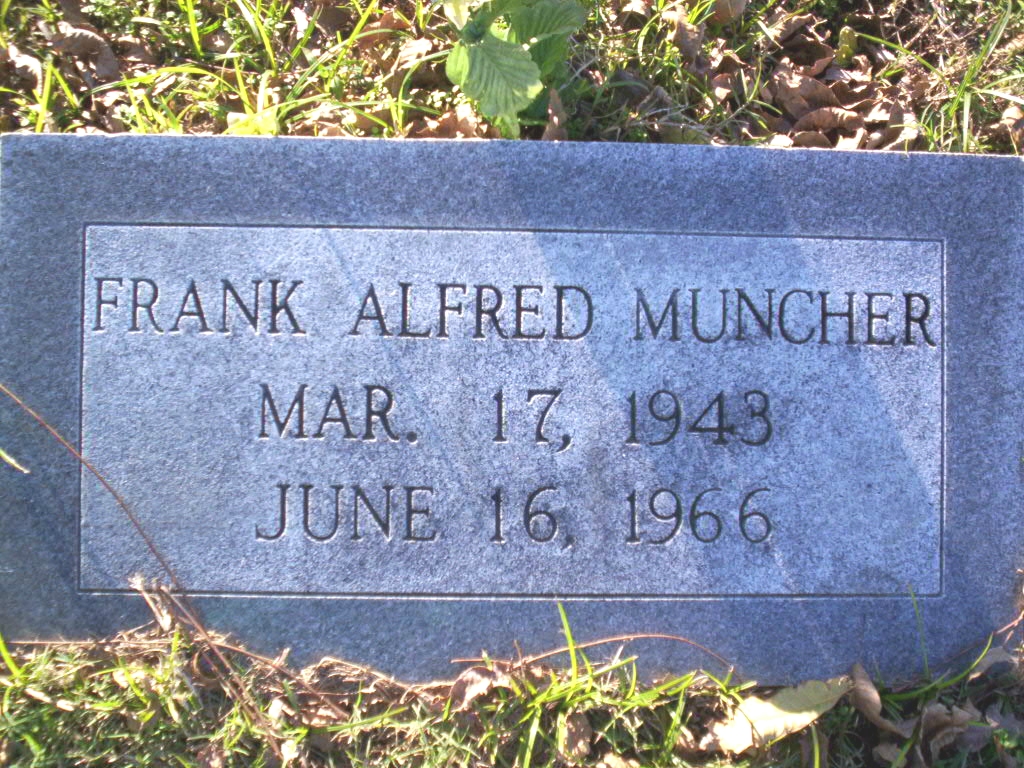 FRANK ALFRED MUNCHER
MAR. 17, 1943
JUNE 16, 1966